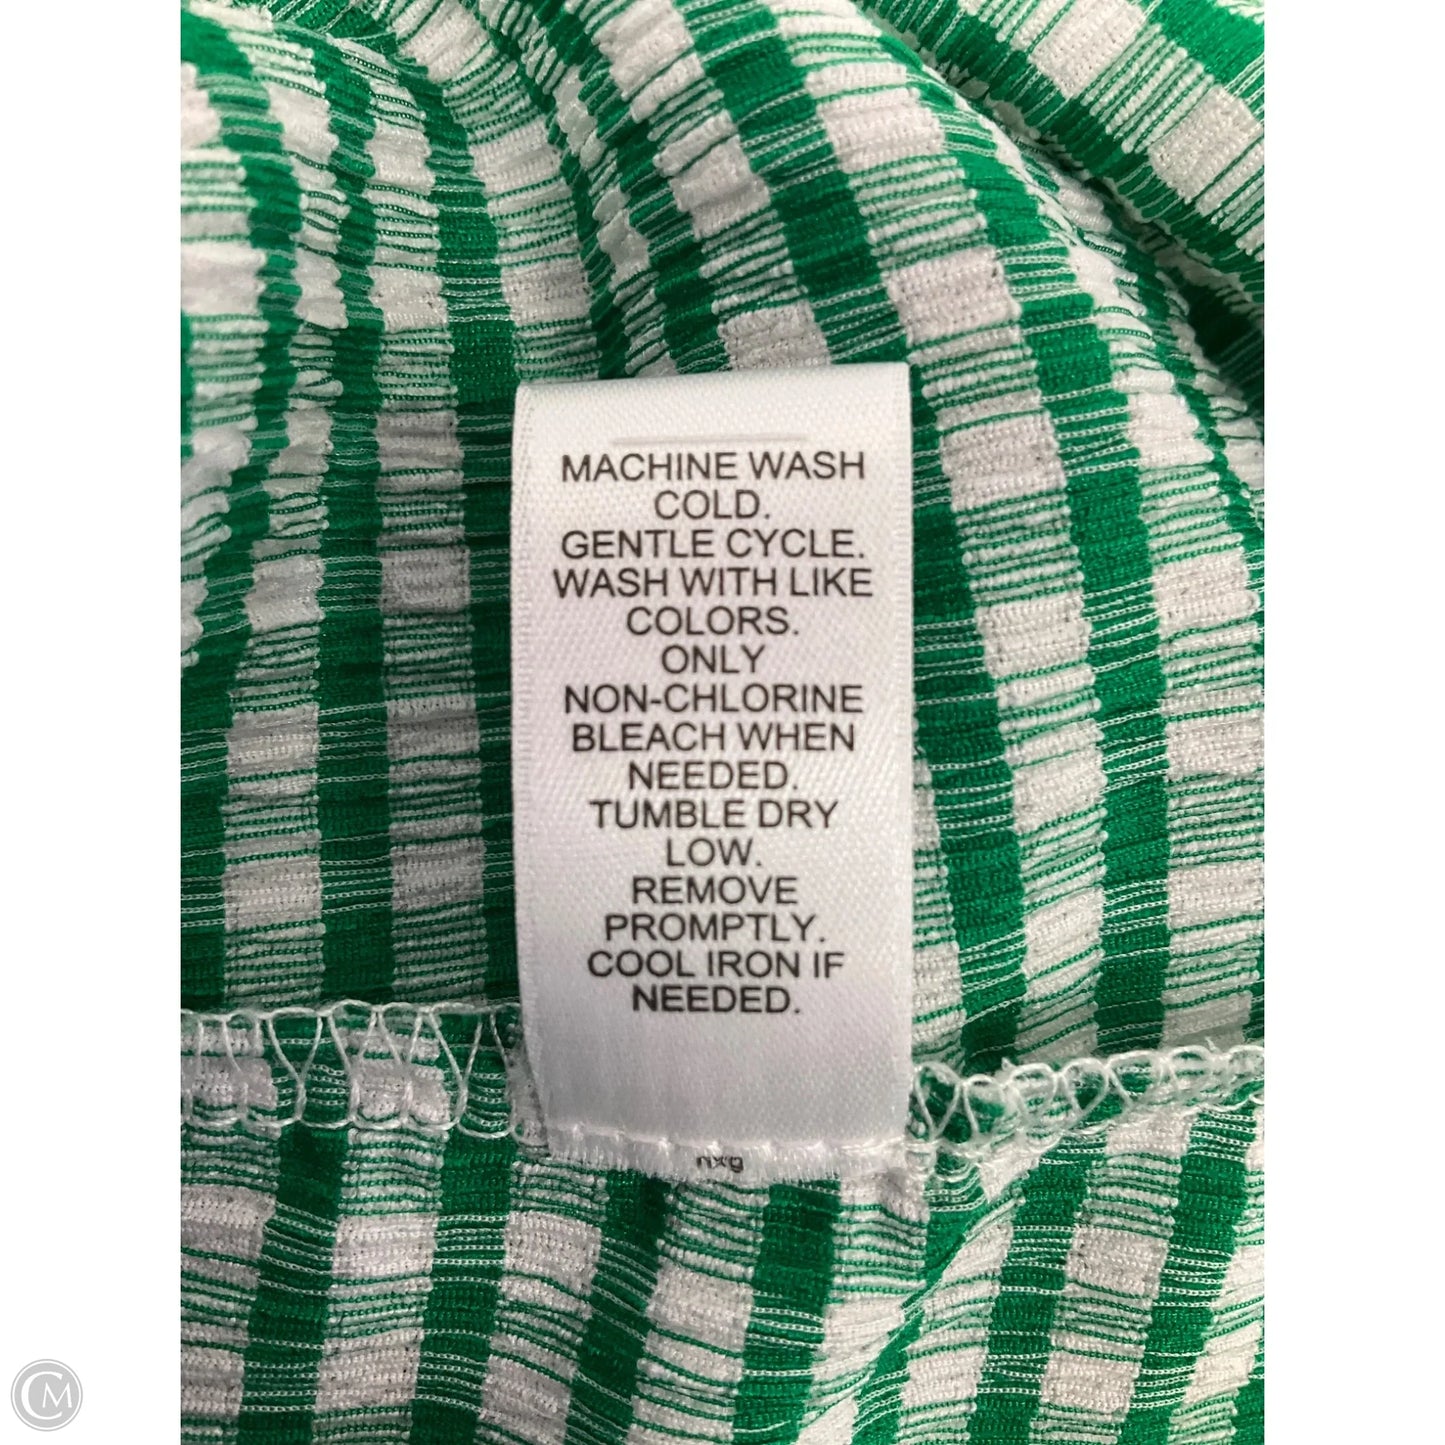 MACHINE WASH
COLD.
GENTLE CYCLE.
WASH WITH LIKE
COLORS.
ONLY
NON-CHLORINE
BLEACH WHEN
NEEDED.
TUMBLE DRY
LOW.
REMOVE
PROMPTLY.
COOL IRON IF
NEEDED.
CM